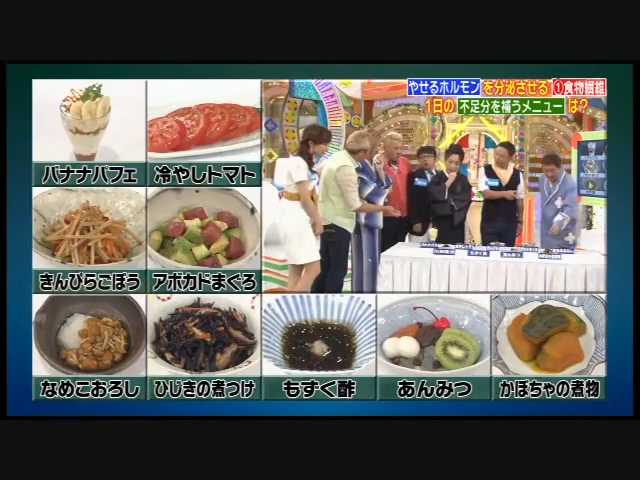 やせるホルモンを分泌させる①食物繊維
1日の不足分を補うメニューは?
バナナパフェ
冷やしトマト
きんぴらごぼう
アボカドまぐろ
なめこおろし
ひじきの煮つけ
もずく酢
あんみつ
かぼちゃの煮物